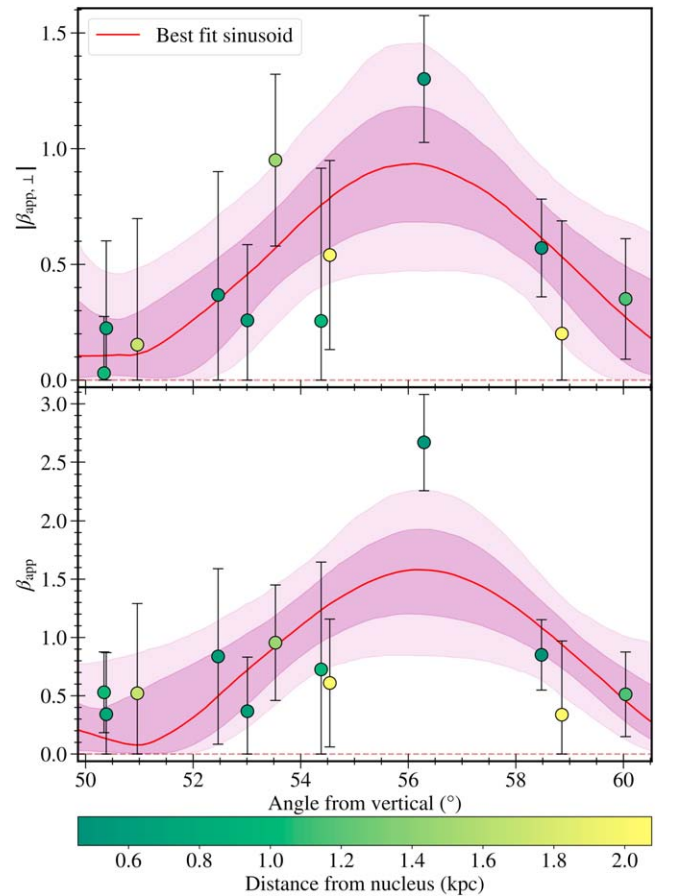 Best fit sinusoid
1.5
1.0
0.5
0.0
|β_app, ⊥|
3.0
2.5
2.0
1.5
1.0
0.5
0.0
β_app
50 52 54 56 58 60
Angle from vertical (°)
0.6 0.8 1.0 1.2 1.4 1.6 1.8 2.0
Distance from nucleus (kpc)